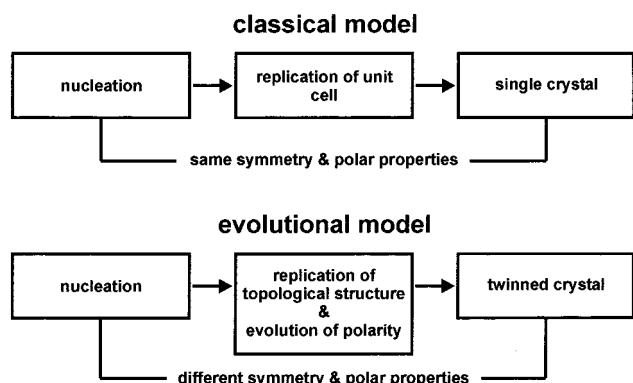 classical model
nucleation
replication of unit
cell
single crystal
same symmetry & polar properties
evolutional model
nucleation
replication of
topological structure
&
evolution of polarity
twinned crystal
different symmetry & polar properties